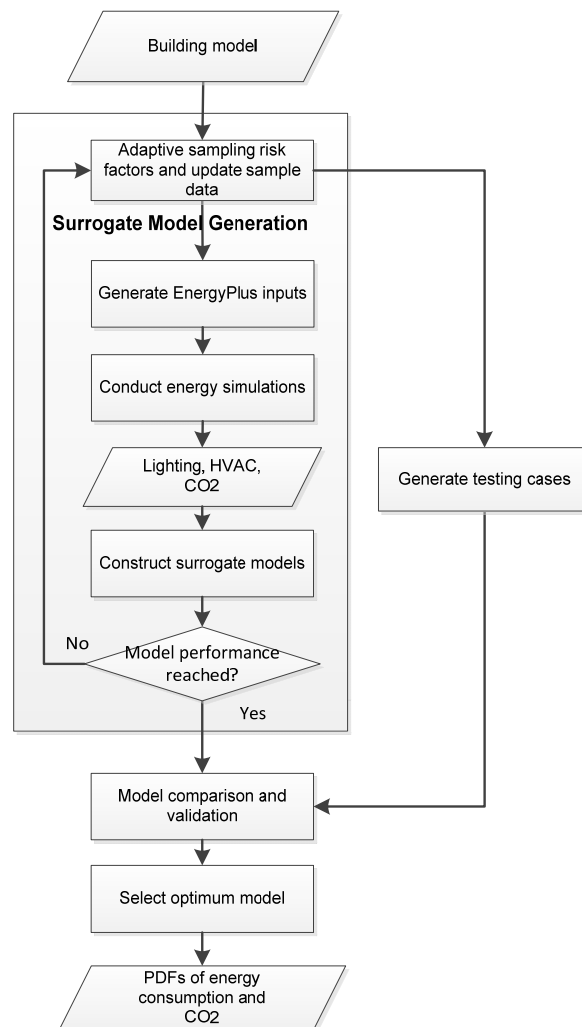 Building model
Adaptive sampling risk
factors and update sample
data
Surrogate Model Generation
Generate EnergyPlus inputs
Conduct energy simulations
Lighting, HVAC,
CO2
Generate testing cases
Construct surrogate models
No
Model performance
reached?
Yes
Model comparison and
validation
Select optimum model
PDFs of energy
consumption and
CO2